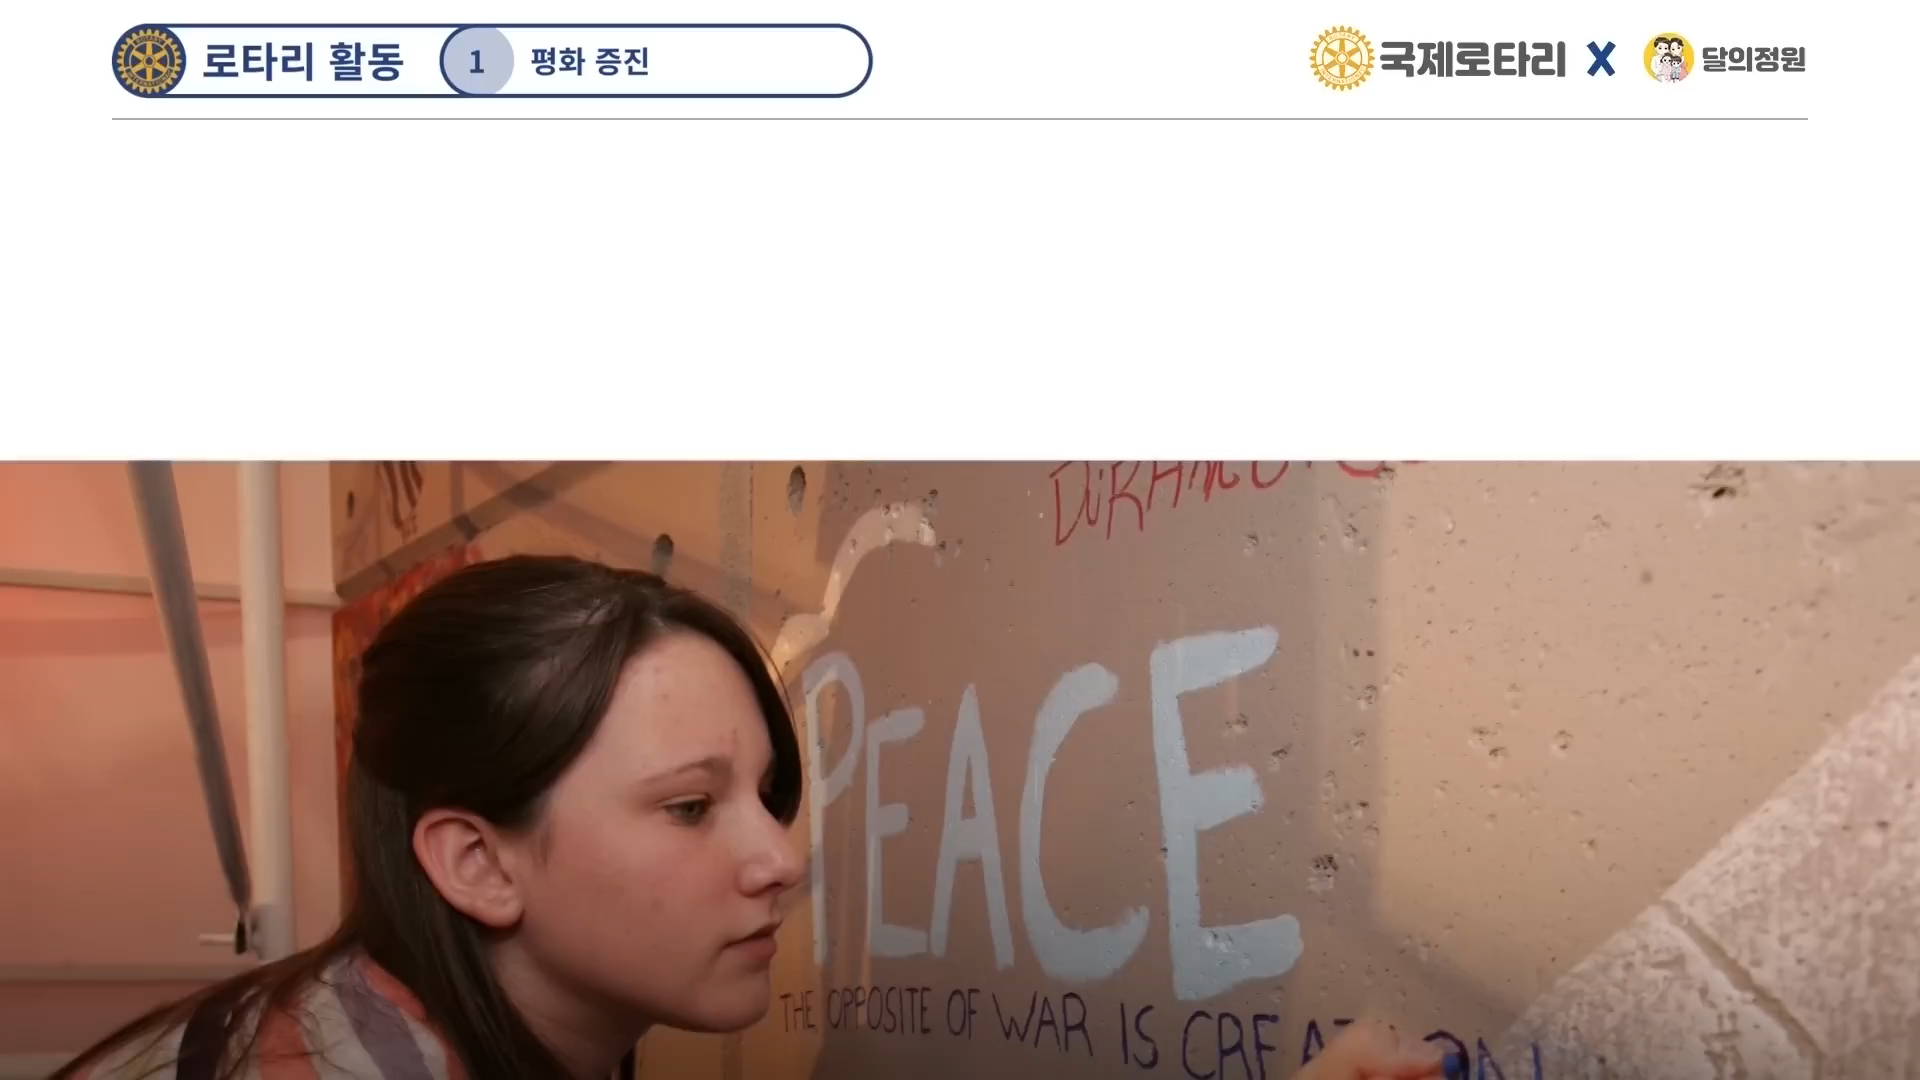 로타리 활동 1 평화 증진
국제로타리 X 달의정원
PEACE
THE OPPOSITE OF WAR IS